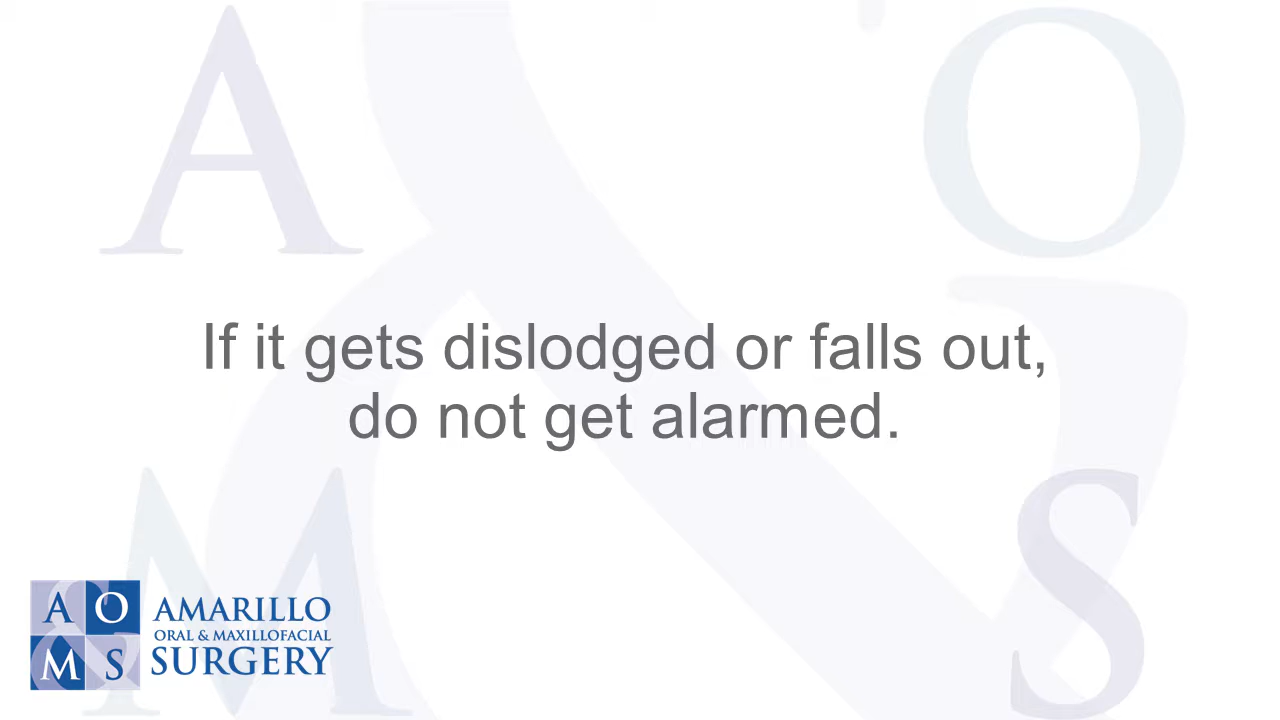 A O
If it gets dislodged or falls out,
do not get alarmed.
M S
A O
M S
AMARILLO
ORAL & MAXILLOFACIAL
SURGERY